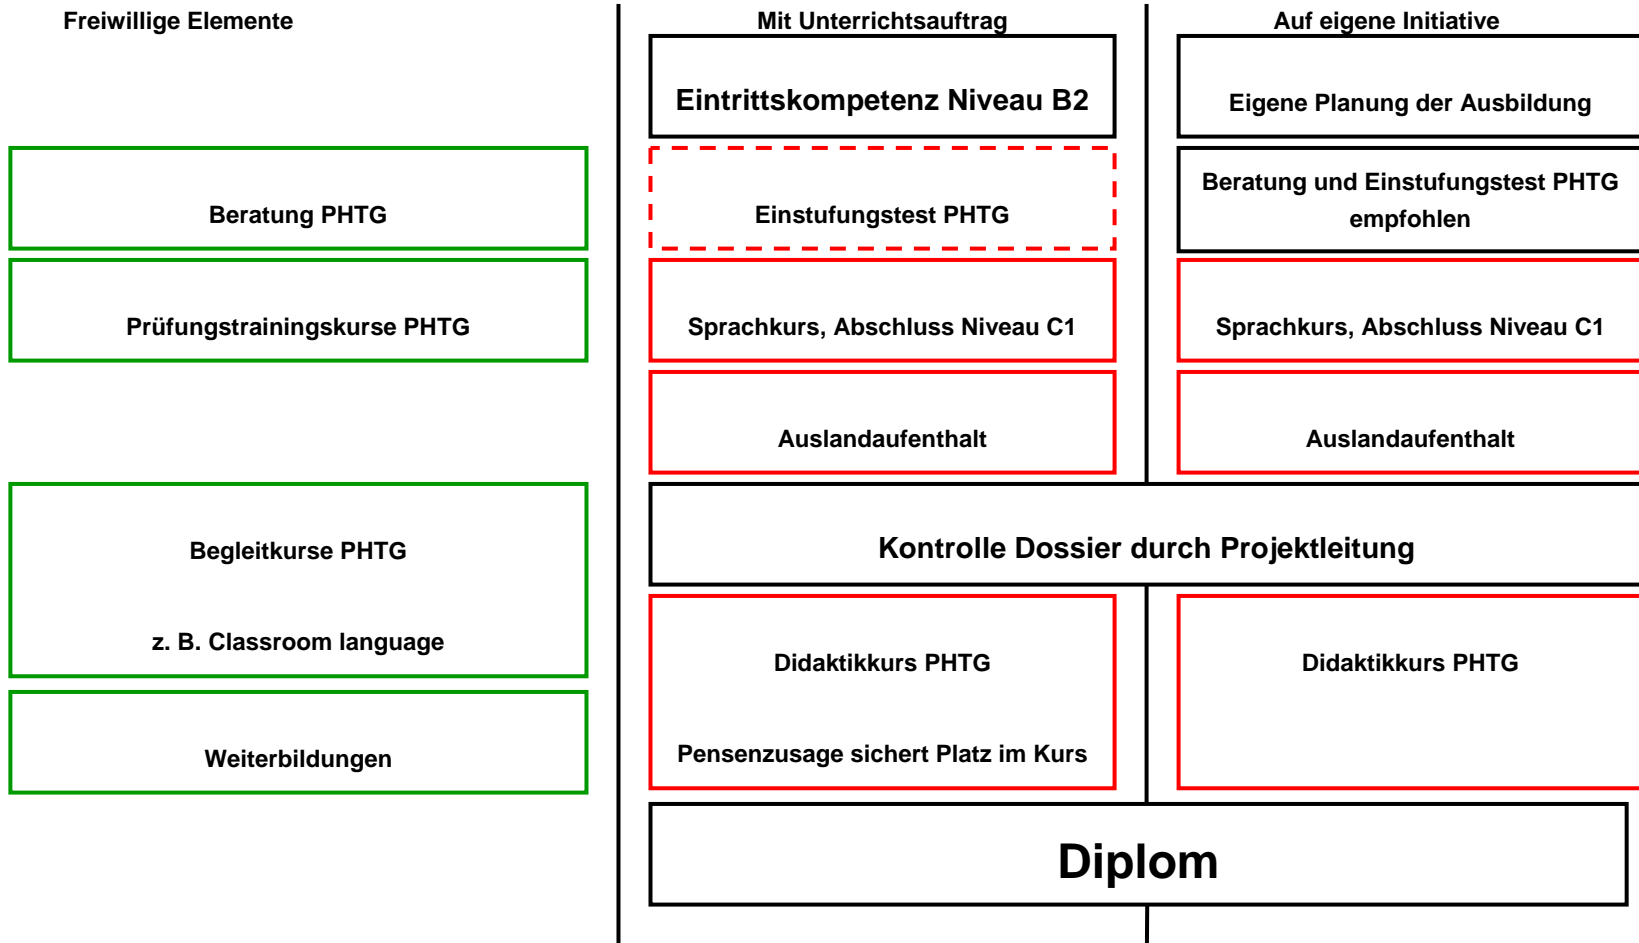 Freiwillige Elemente
Mit Unterrichtsauftrag
Auf eigene Initiative
Eintrittskompetenz Niveau B2
Eigene Planung der Ausbildung
Beratung PHTG
Einstufungstest PHTG
Beratung und Einstufungstest PHTG
empfohlen
Prüfungstrainingskurse PHTG
Sprachkurs, Abschluss Niveau C1
Sprachkurs, Abschluss Niveau C1
Auslandaufenthalt
Auslandaufenthalt
Begleitkurse PHTG
z. B. Classroom language
Kontrolle Dossier durch Projektleitung
Didaktikkurs PHTG
Pensenzusage sichert Platz im Kurs
Didaktikkurs PHTG
Weiterbildungen
Diplom